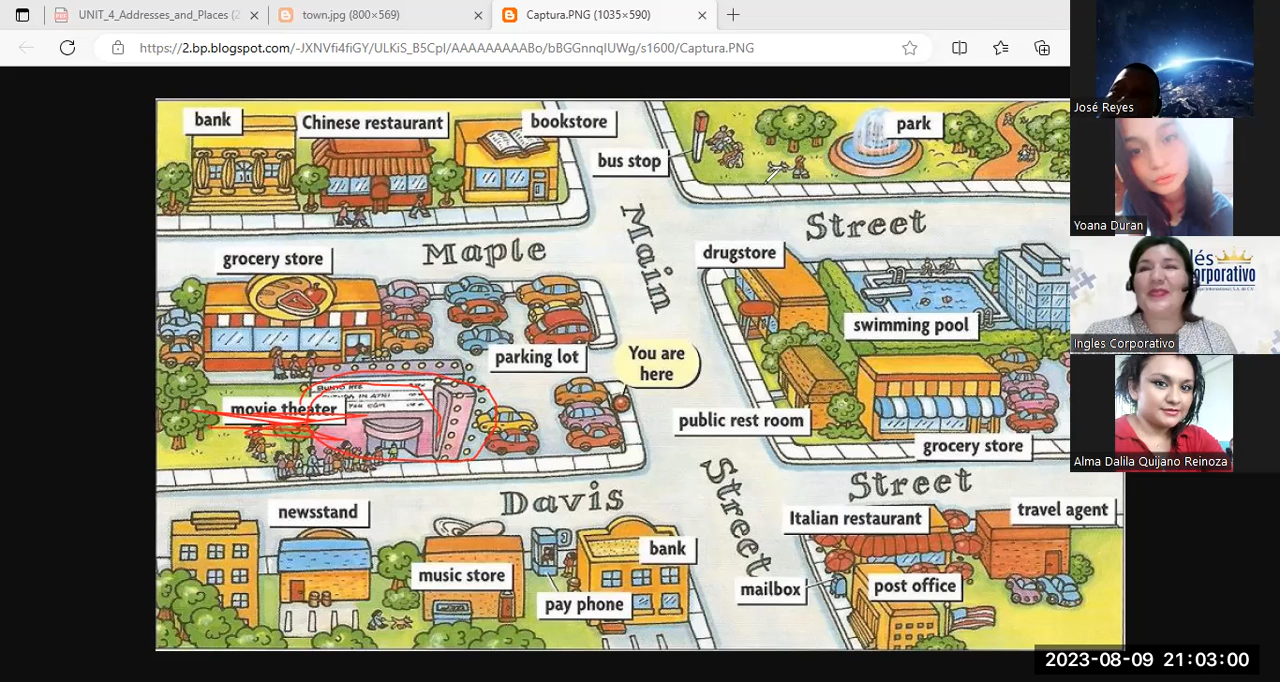 UNIT_4_Addresses_and_Places (2
town.jpg (800×569)
Captura.PNG (1035×590)
https://2.bp.blogspot.com/-JXNVfi4fiGY/ULKiS_B5CpI/AAAAAAAAABo/bBGGnnqIUWg/s1600/Captura.PNG
José Reyes
Yoana Duran
lés
Corporativo
Ingles Corporativo
Alma Dalila Quijano Reinoza
bank
Chinese restaurant
bookstore
bus stop
park
Maple
Main
Street
grocery store
drugstore
swimming pool
parking lot
You are
here
movie theater
public rest room
grocery store
Davis
Street
Street
newsstand
music store
pay phone
bank
Italian restaurant
travel agent
mailbox
post office
2023-08-09 21:03:00